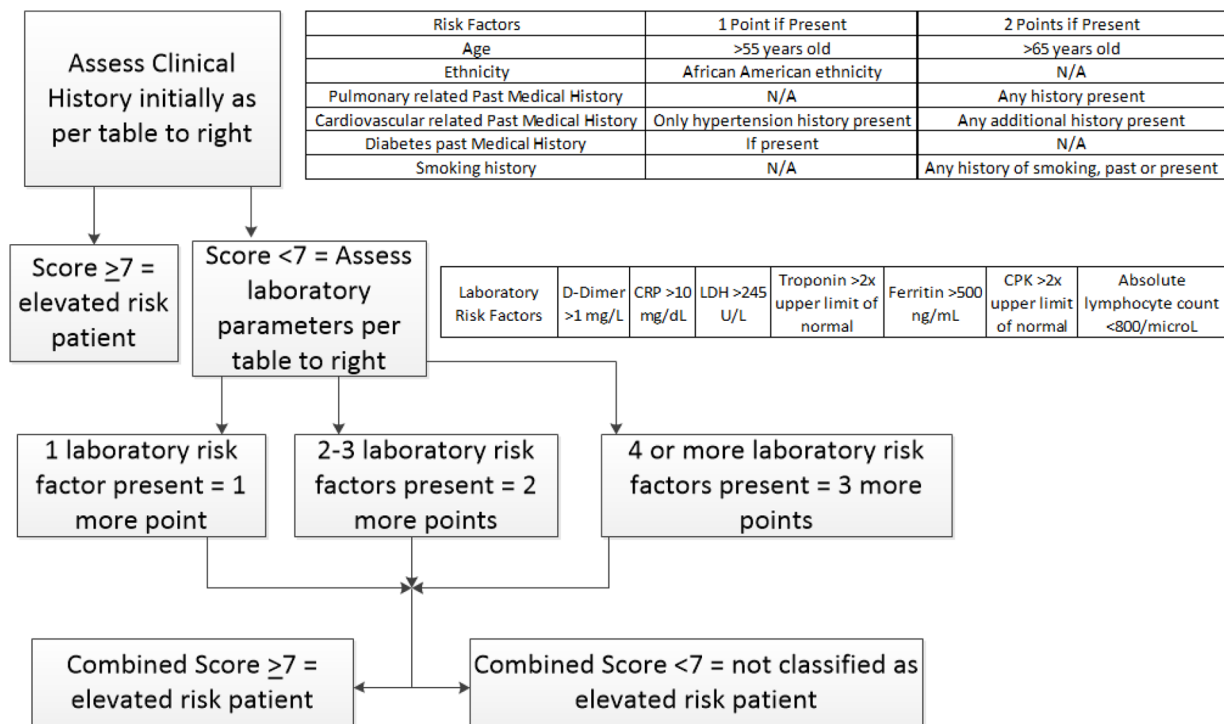 Assess Clinical
History initially as
per table to right
Risk Factors 1 Point if Present 2 Points if Present
Age >55 years old >65 years old
Ethnicity African American ethnicity N/A
Pulmonary related Past Medical History N/A Any history present
Cardiovascular related Past Medical History Only hypertension history present Any additional history present
Diabetes past Medical History If present N/A
Smoking history N/A Any history of smoking, past or present
Score ≥7 =
elevated risk
patient
Score <7 = Assess
laboratory
parameters per
table to right
Laboratory
Risk Factors
D-Dimer
>1 mg/L
CRP >10
mg/dL
LDH >245
U/L
Troponin >2x
upper limit of
normal
Ferritin >500
ng/mL
CPK >2x
upper limit
of normal
Absolute
lymphocyte count
<800/microL
1 laboratory risk
factor present = 1
more point
2-3 laboratory risk
factors present = 2
more points
4 or more laboratory risk
factors present = 3 more
points
Combined Score ≥7 =
elevated risk patient
Combined Score <7 = not classified as
elevated risk patient